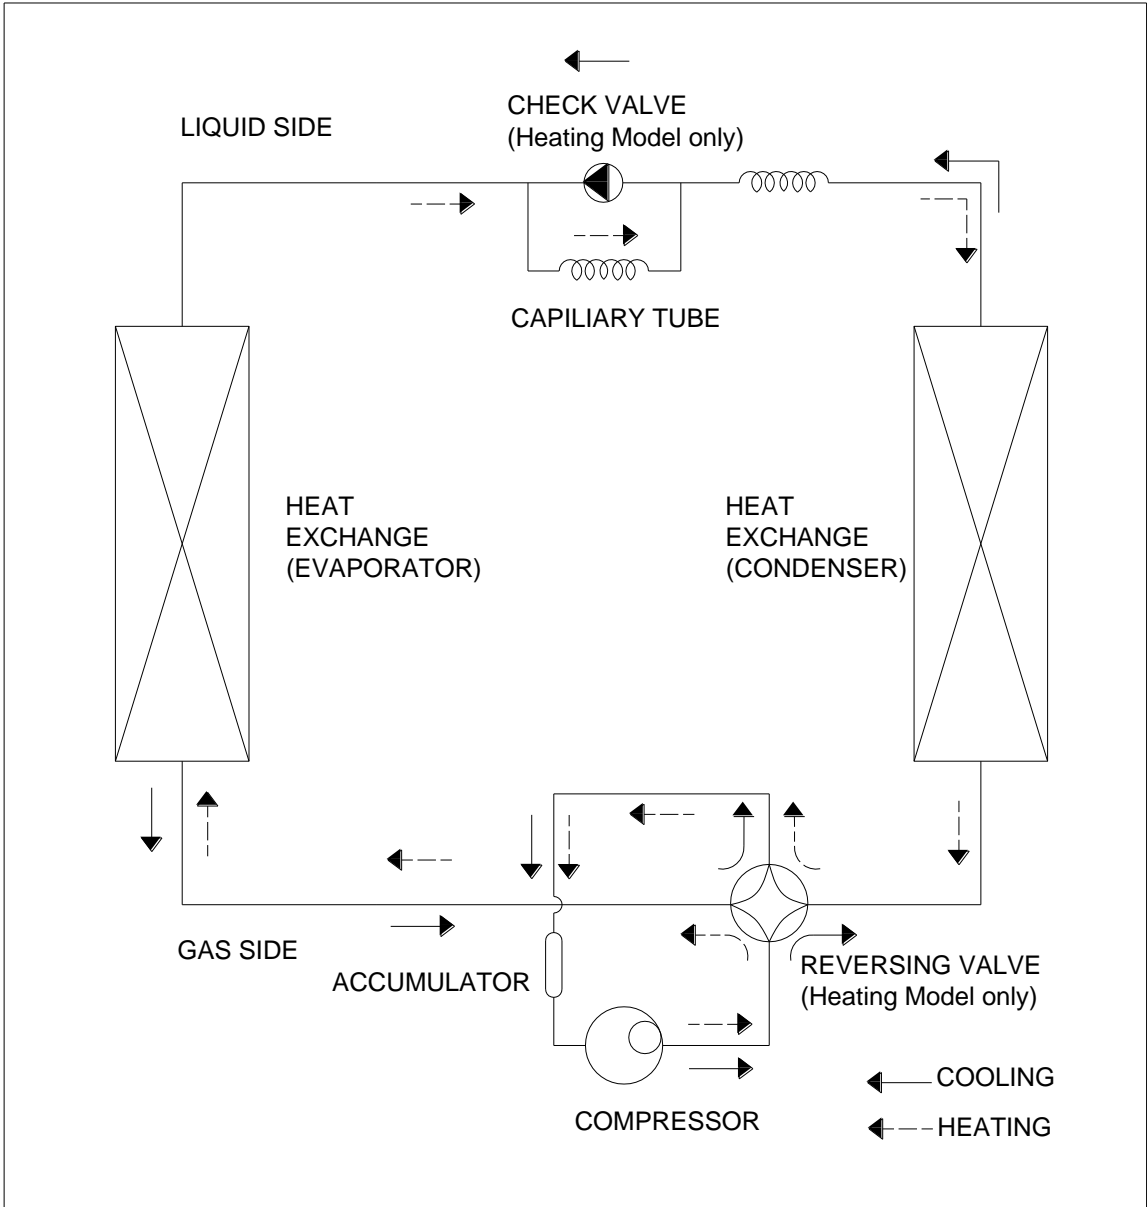 CHECK VALVE
(Heating Model only)
LIQUID SIDE
CAPILIARY TUBE
HEAT
EXCHANGE
(EVAPORATOR)
HEAT
EXCHANGE
(CONDENSER)
GAS SIDE
ACCUMULATOR
REVERSING VALVE
(Heating Model only)
COMPRESSOR
COOLING
HEATING